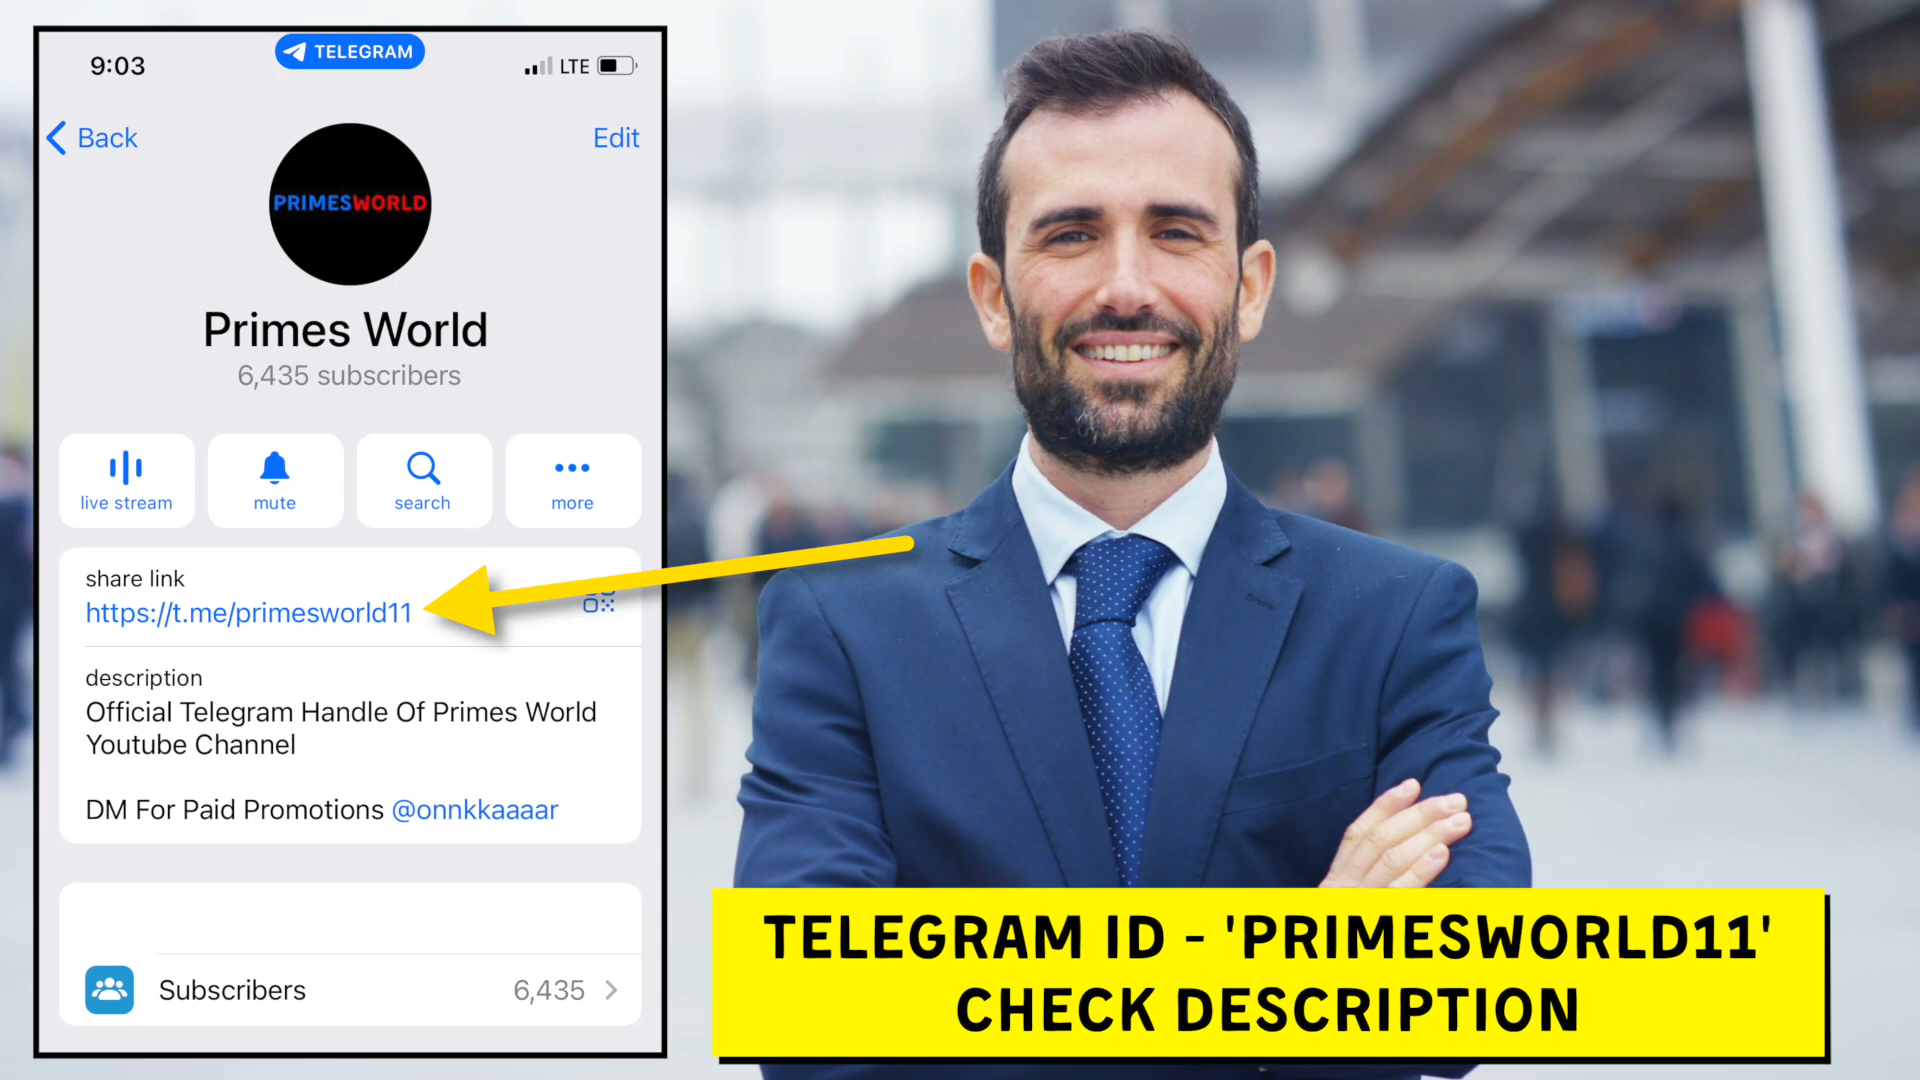 9:03
TELEGRAM
LTE
Back
Edit
PRIMESWORLD
Primes World
6,435 subscribers
live stream
mute
search
more
share link
https://t.me/primesworld11
description
Official Telegram Handle Of Primes World
Youtube Channel
DM For Paid Promotions @onnkkaaaar
Subscribers
6,435
TELEGRAM ID - 'PRIMESWORLD11'
CHECK DESCRIPTION